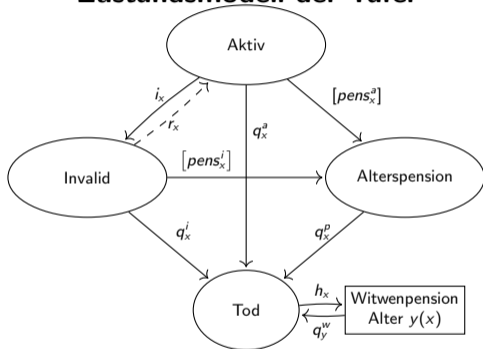 Zustandsmodell der Tafel
Aktiv
i_x
r_x
[pens_x^a]
q_x^a
[pens_x^i]
Invalid
Alterspension
q_x^i
q_x^p
h_x
Tod
Witwenpension
Alter y(x)
q_y^w